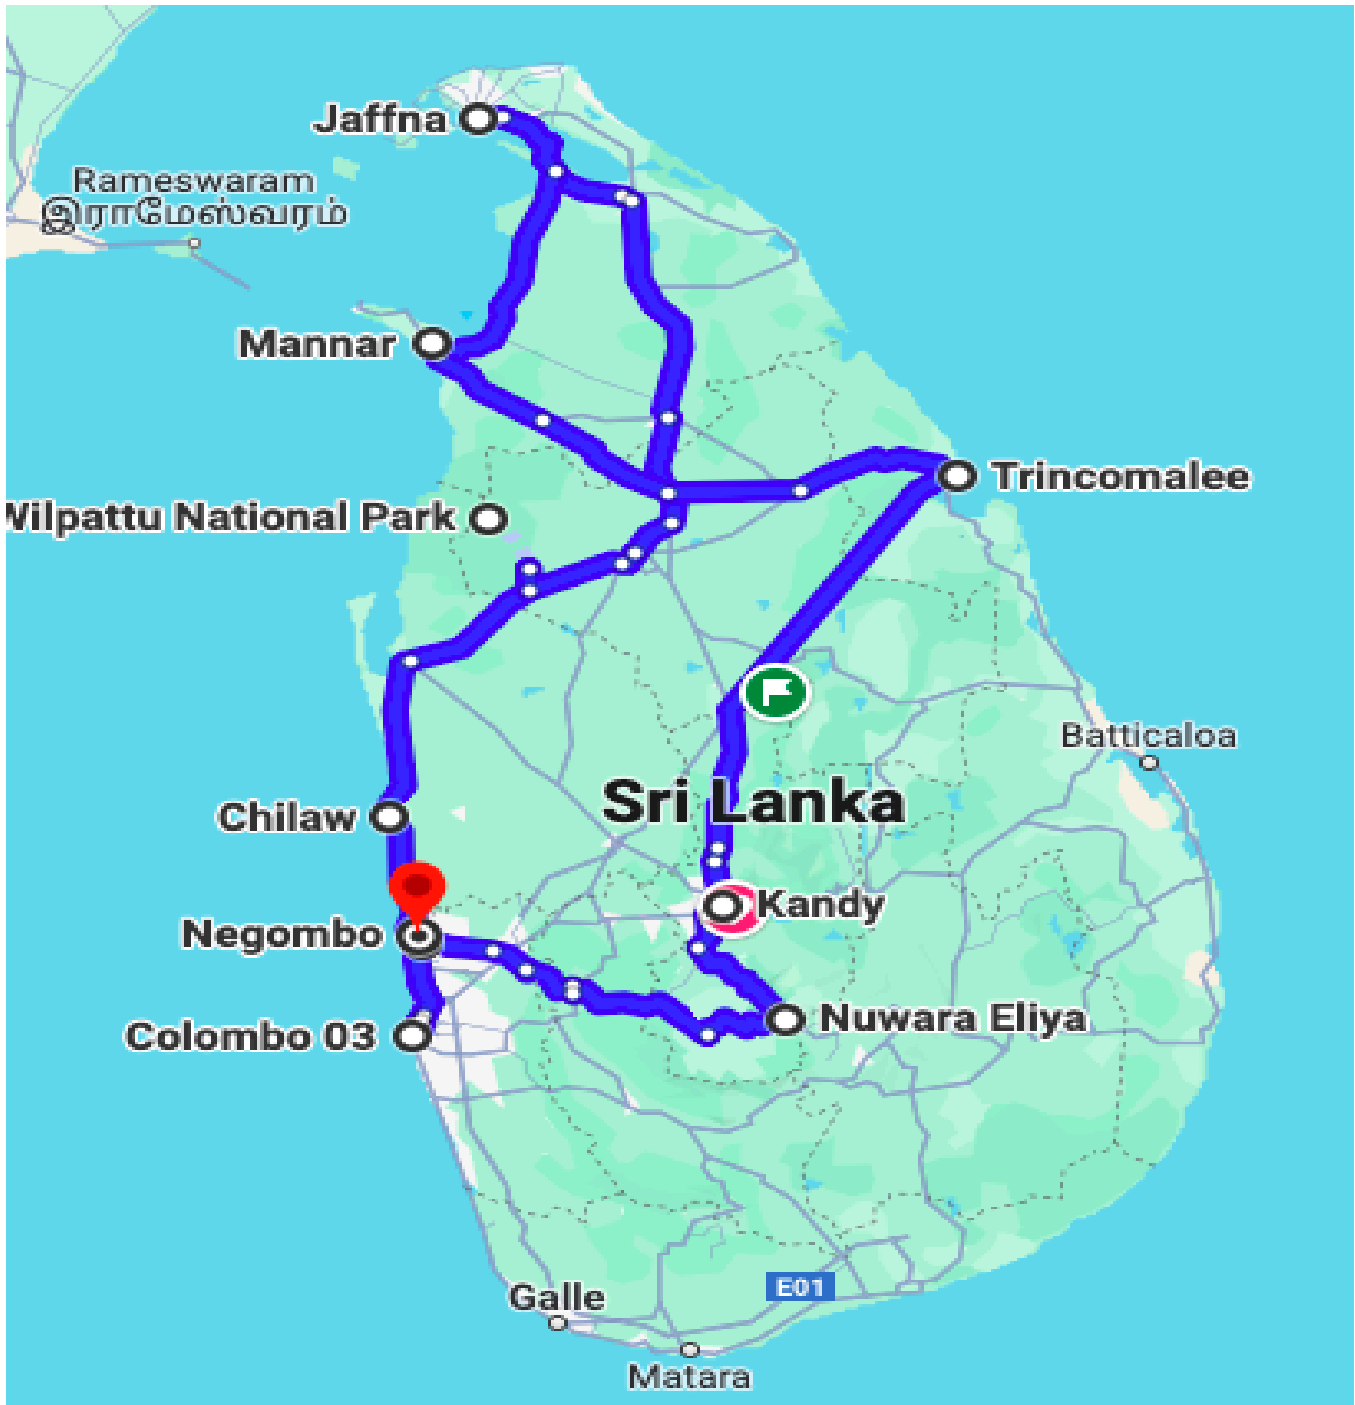 Jaffna
Rameswaram
இராமேஸ்வரம்
Mannar
Trincomalee
Wilpattu National Park
Batticaloa
Sri Lanka
Chilaw
Kandy
Negombo
Nuwara Eliya
Colombo 03
E01
Galle
Matara